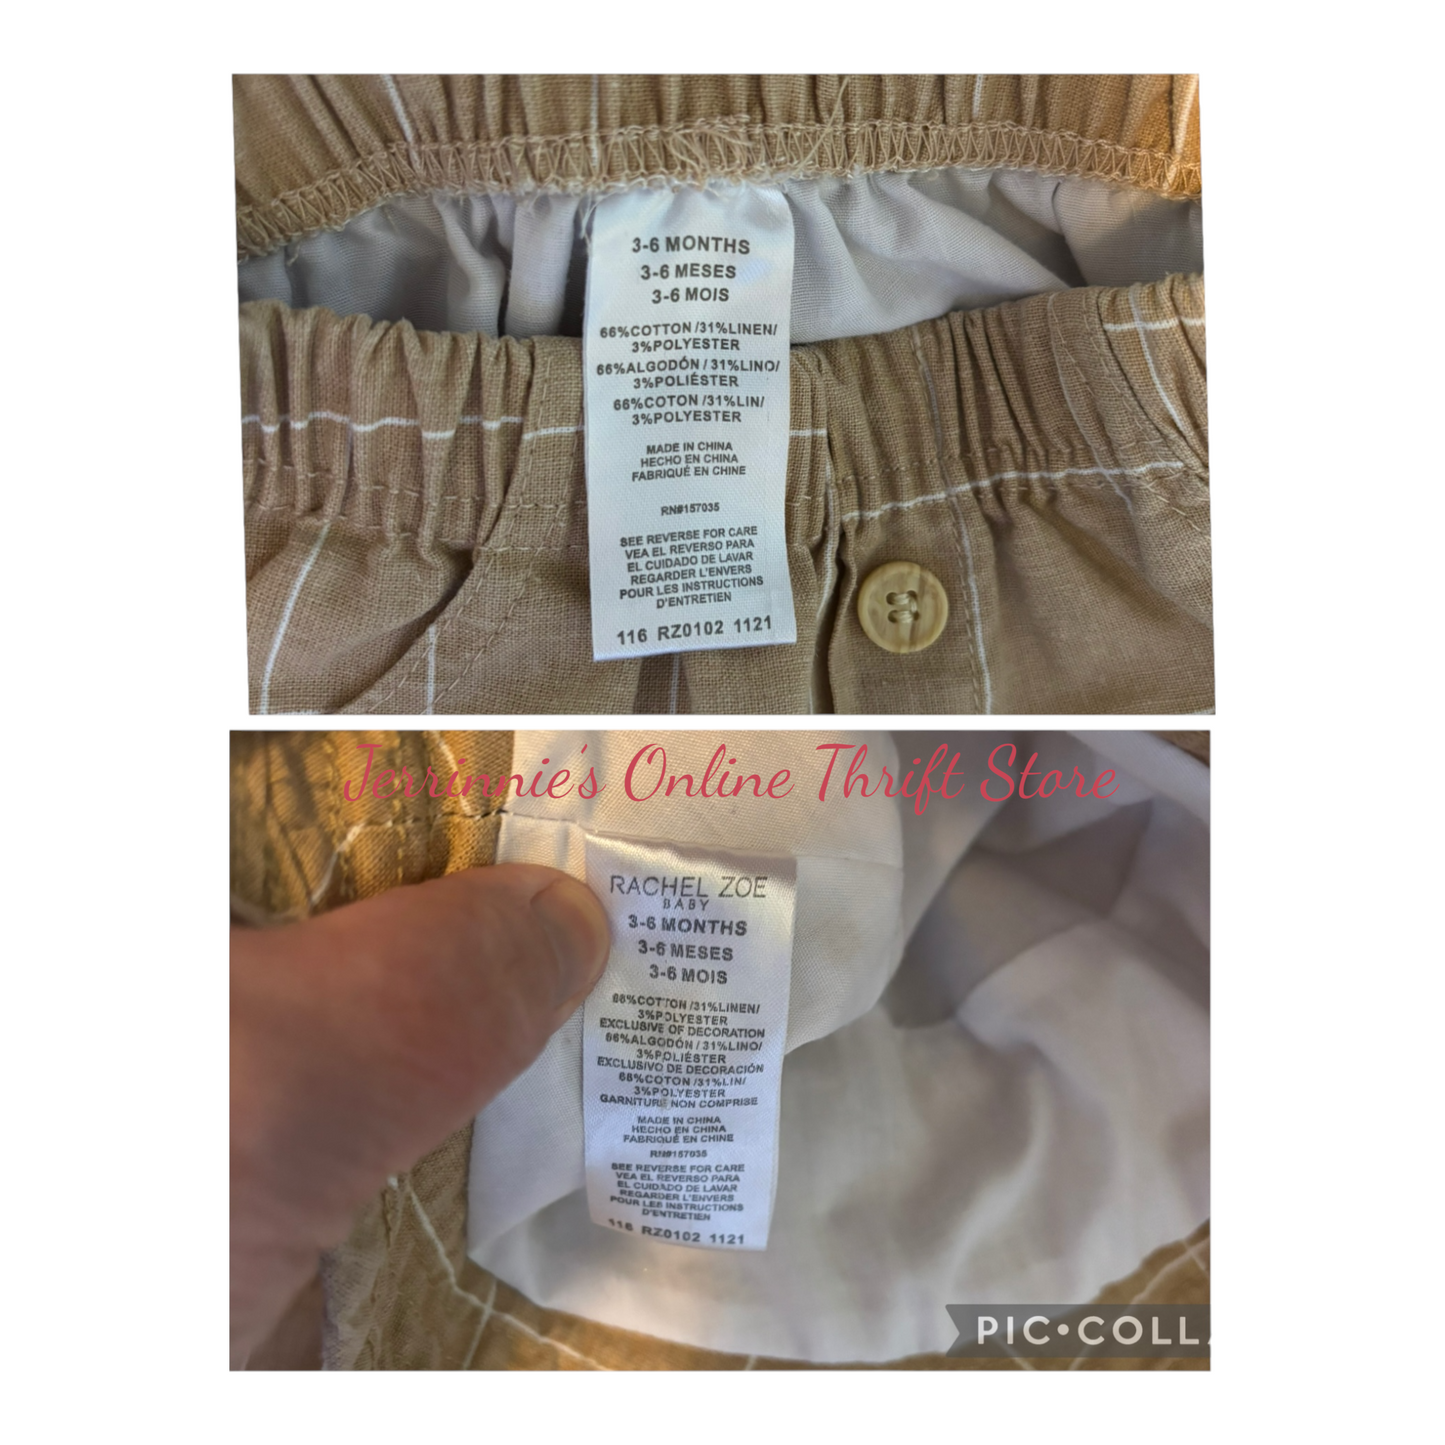 3-6 MONTHS
3-6 MESES
3-6 MOIS
66%COTTON /31%LINEN/
3%POLYESTER
66%ALGODÓN / 31%LINO/
3%POLIÉSTER
66%COTON /31%LIN/
3%POLYESTER
MADE IN CHINA
HECHO EN CHINA
FABRIQUÉ EN CHINE
RN#157035
SEE REVERSE FOR CARE
VEA EL REVERSO PARA
EL CUIDADO DE LAVAR
REGARDER L'ENVERS
POUR LES INSTRUCTIONS
D'ENTRETIEN
116 RZ0102 1121
Jerrinnie's Online Thrift Store
RACHEL ZOE
BABY
3-6 MONTHS
3-6 MESES
3-6 MOIS
66%COTTON /31%LINEN/
3%POLYESTER
EXCLUSIVE OF DECORATION
66%ALGODÓN / 31%LINO/
3%POLIÉSTER
EXCLUSIVO DE DECORACIÓN
66%COTON /31%LIN/
3%POLYESTER
GARNITURE NON COMPRISE
MADE IN CHINA
HECHO EN CHINA
FABRIQUÉ EN CHINE
RN#157035
SEE REVERSE FOR CARE
VEA EL REVERSO PARA
EL CUIDADO DE LAVAR
REGARDER L'ENVERS
POUR LES INSTRUCTIONS
D'ENTRETIEN
116 RZ0102 1121
PIC•COLLA